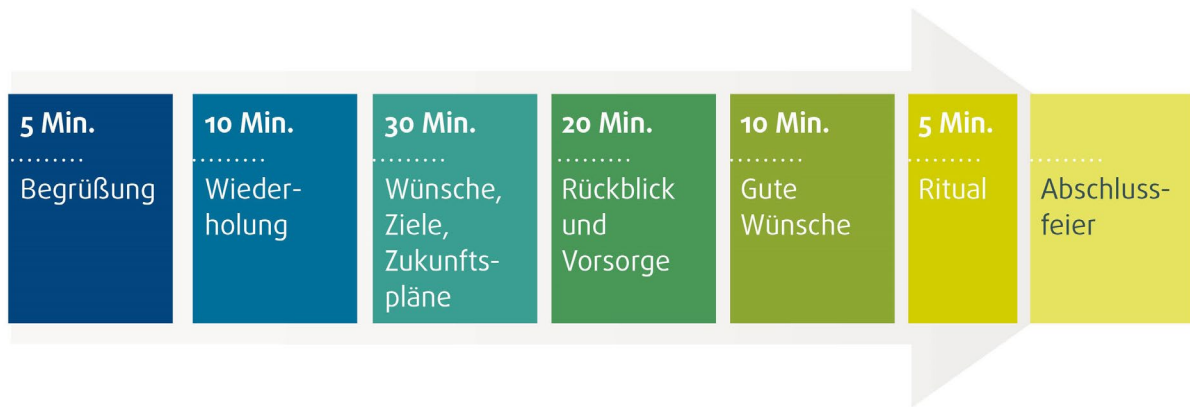 5 Min.
Begrüßung
10 Min.
Wieder-
holung
30 Min.
Wünsche,
Ziele,
Zukunfts-
pläne
20 Min.
Rückblick
und
Vorsorge
10 Min.
Gute
Wünsche
5 Min.
Ritual
Abschluss-
feier